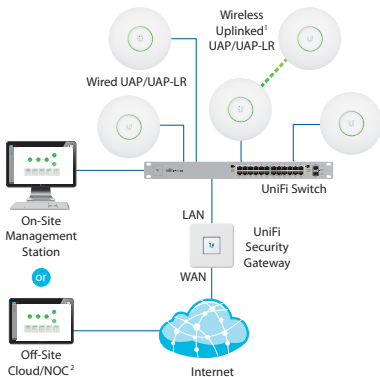 Wireless
Uplinked¹
UAP/UAP-LR
Wired UAP/UAP-LR
UniFi Switch
On-Site
Management
Station
LAN
UniFi
Security
Gateway
WAN
or
Off-Site
Cloud/NOC²
Internet